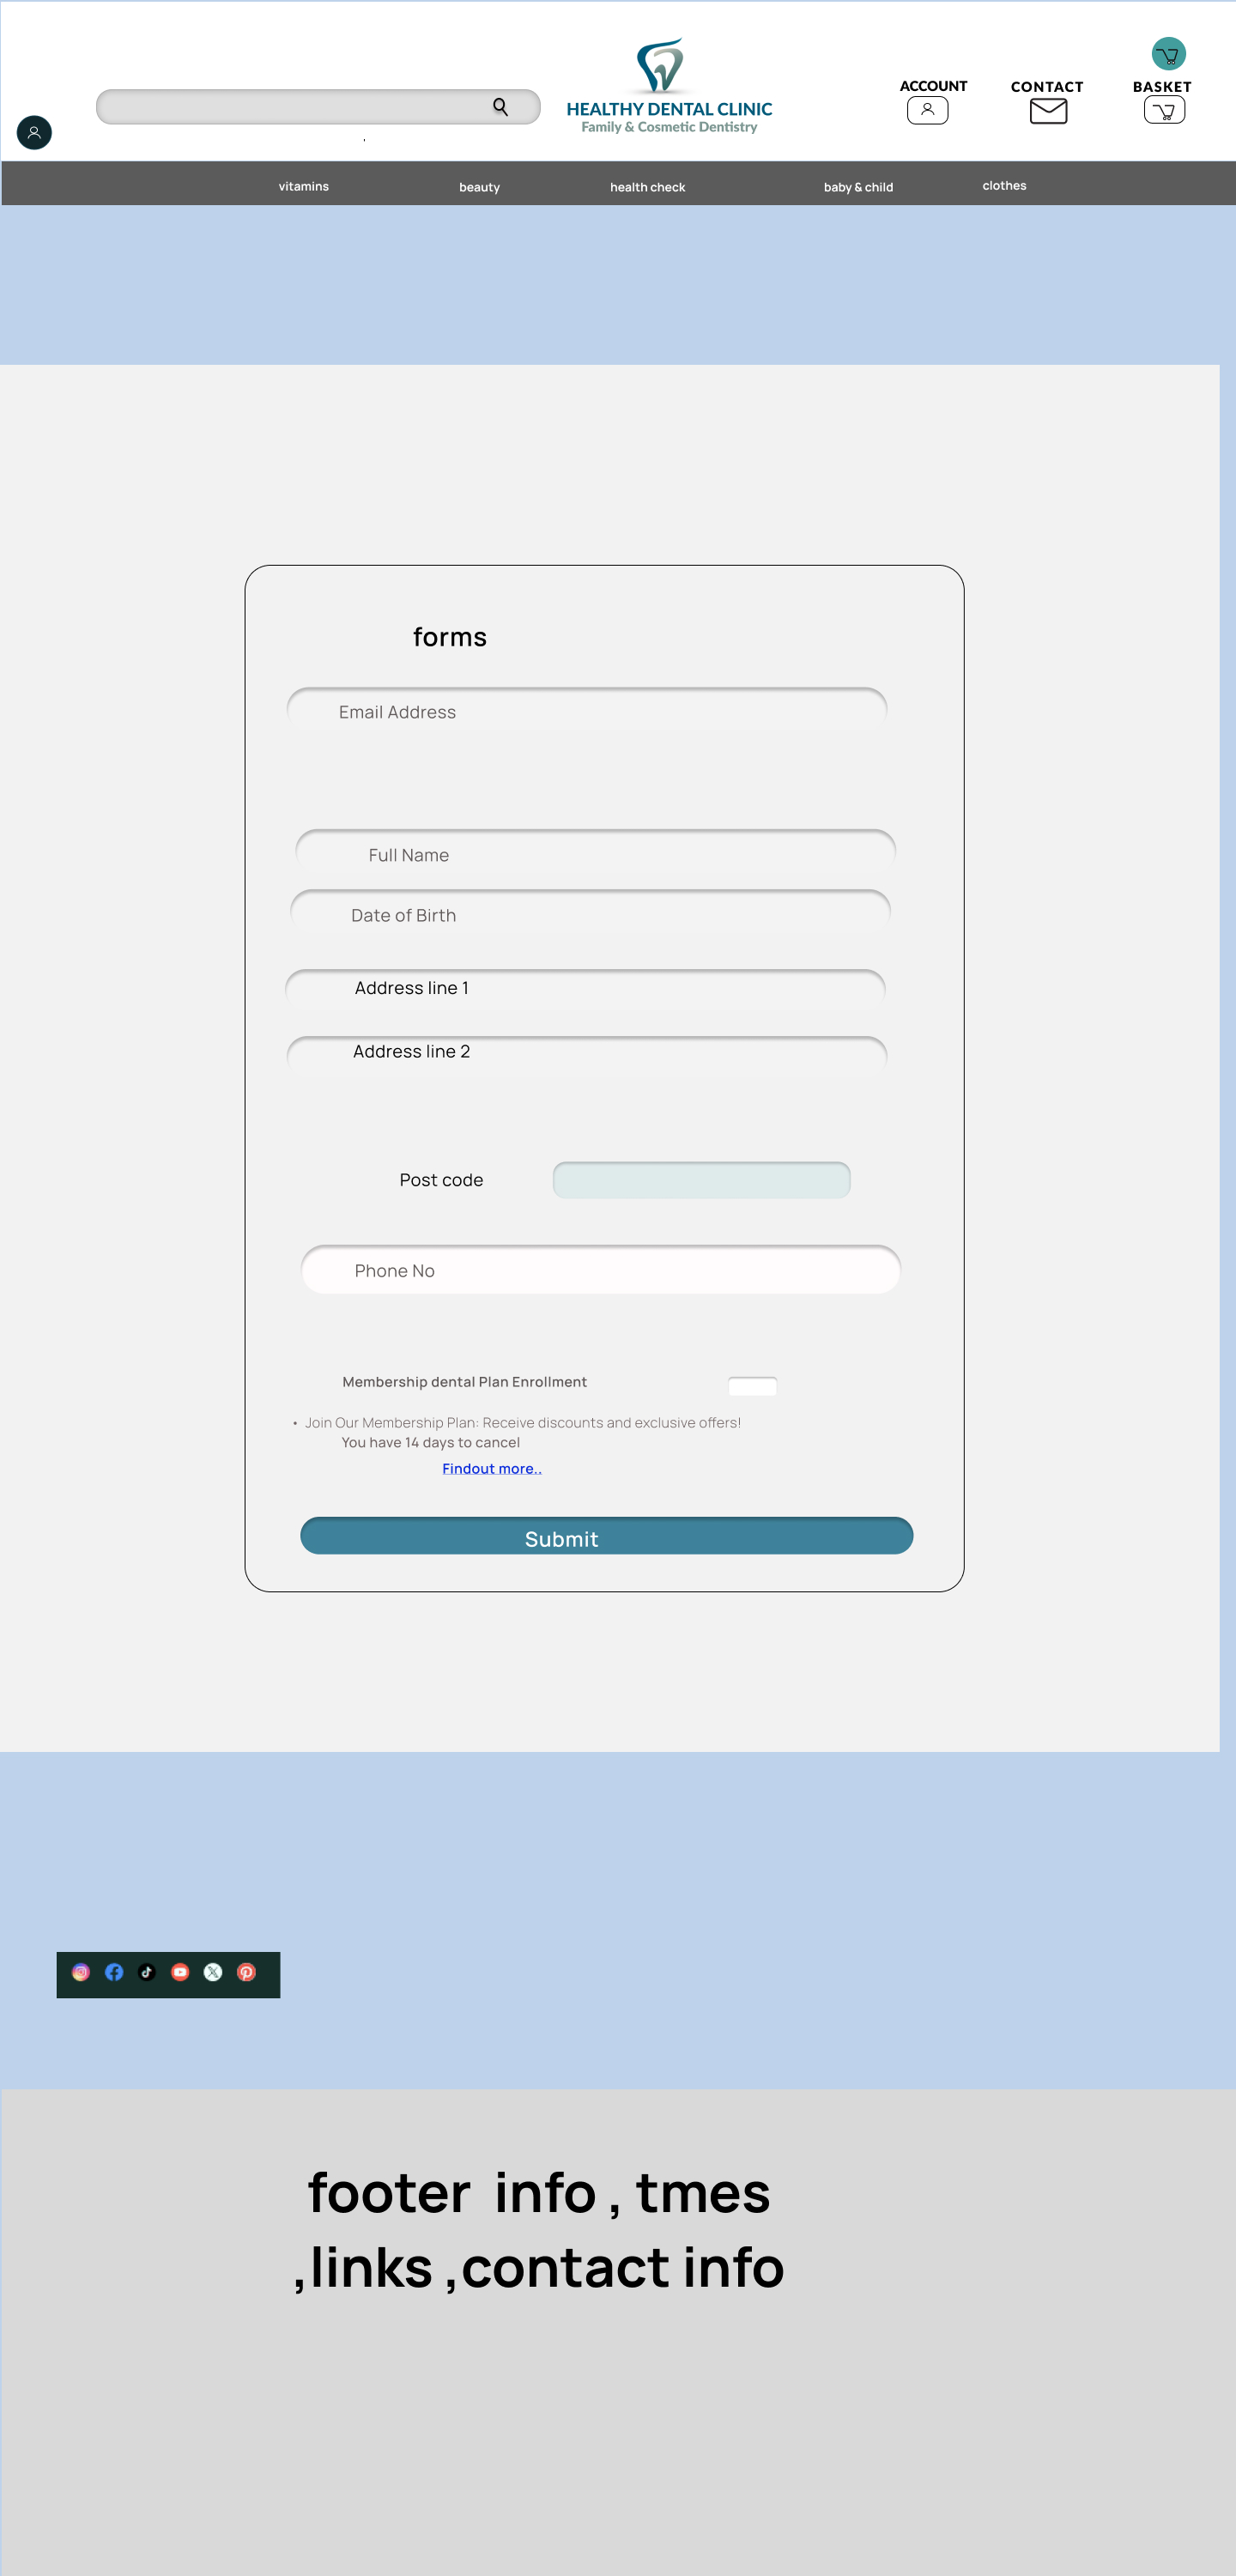 HEALTHY DENTAL CLINIC
Family & Cosmetic Dentistry
ACCOUNT
CONTACT
BASKET
vitamins
beauty
health check
baby & child
clothes
forms
Email Address
Full Name
Date of Birth
Address line 1
Address line 2
Post code
Phone No
Membership dental Plan Enrollment
• Join Our Membership Plan: Receive discounts and exclusive offers!
You have 14 days to cancel
Findout more..
Submit
footer info , tmes
,links ,contact info